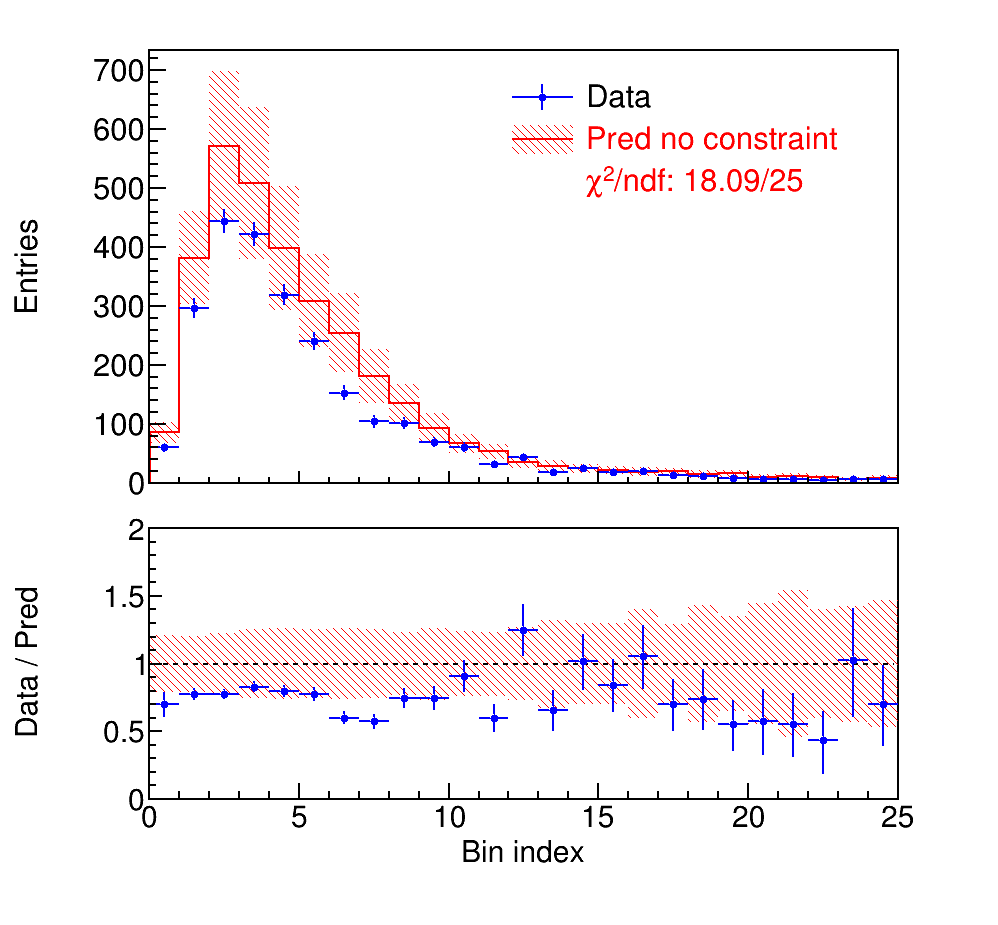 700
600
500
400
300
200
100
0
Entries
Data
Pred no constraint
χ²/ndf: 18.09/25
2
1.5
1
0.5
0
Data / Pred
0 5 10 15 20 25
Bin index